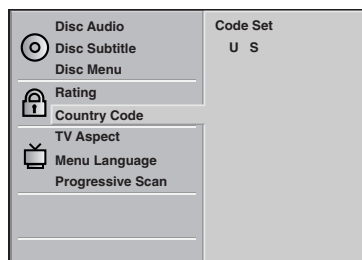 Disc Audio
Disc Subtitle
Disc Menu
Rating
Country Code
TV Aspect
Menu Language
Progressive Scan
Code Set
U S